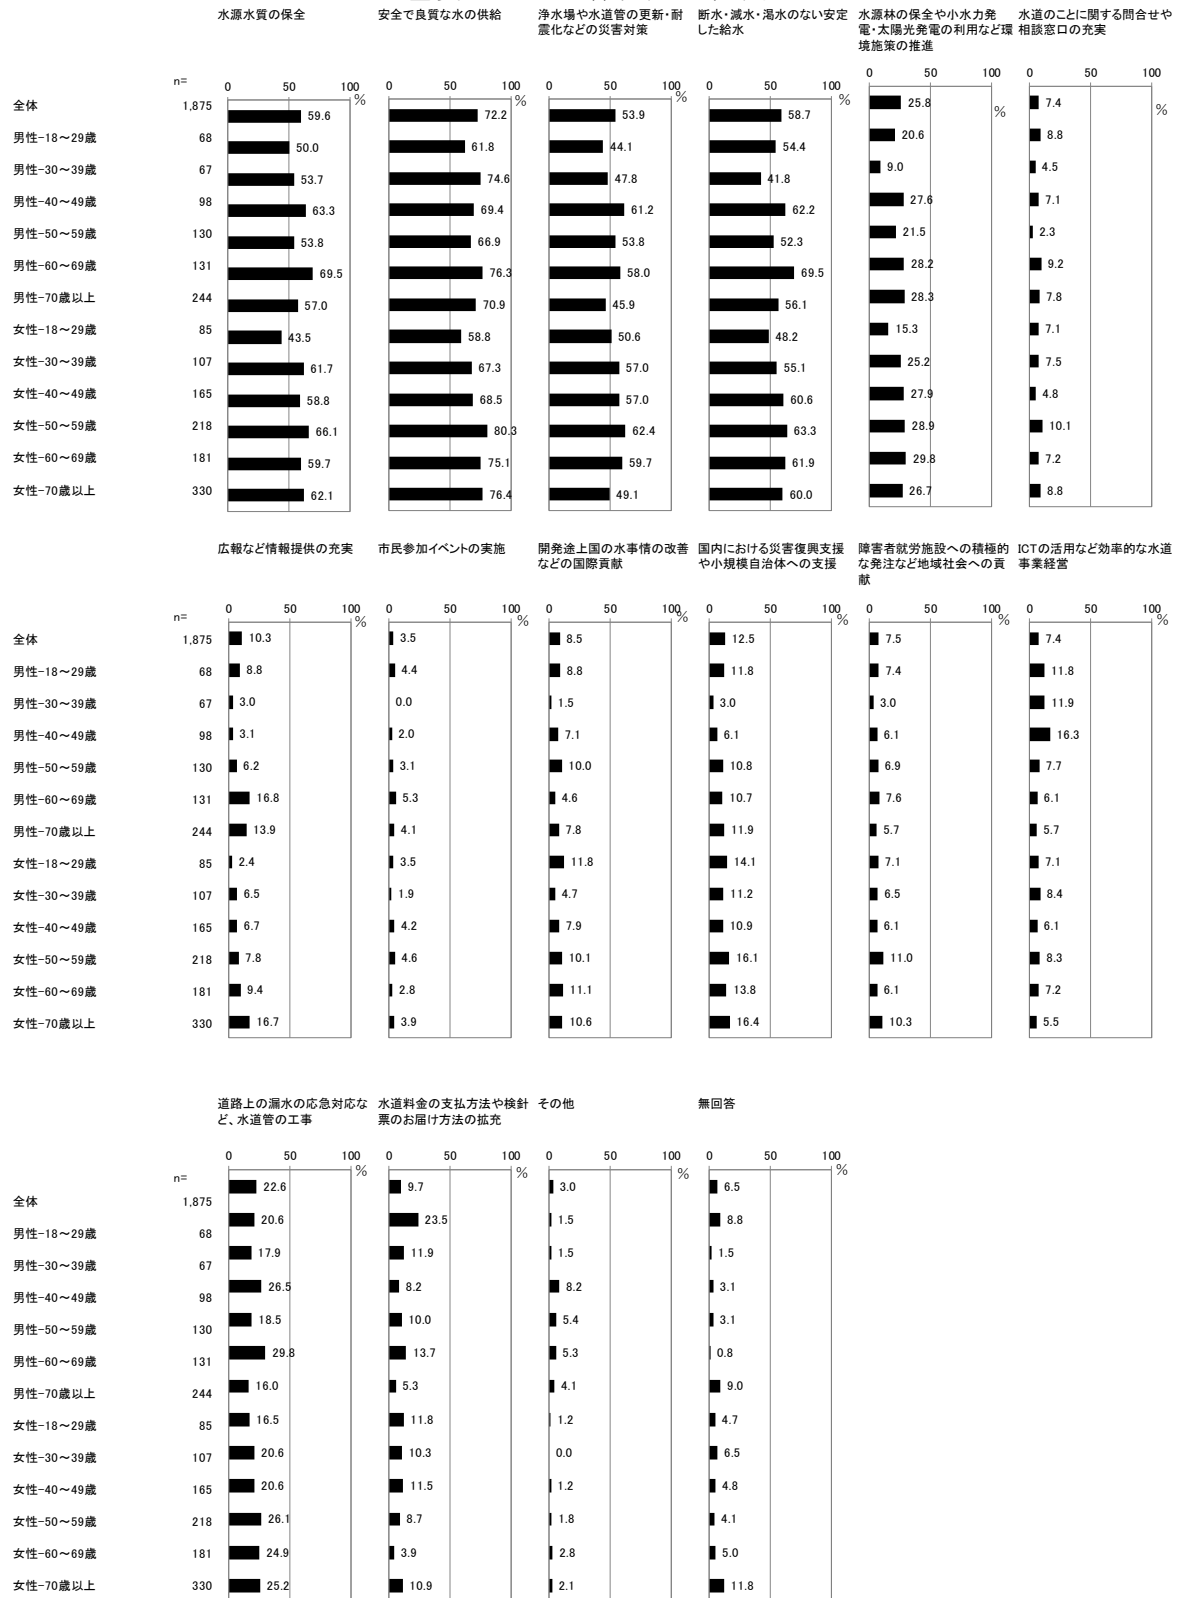 水源水質の保全 安全で良質な水の供給 浄水場や水道管の更新・耐 断水・減水・渇水のない安定 水源林の保全や小水力発 水道のことに関する問合せや
震化などの災害対策 した給水 電・太陽光発電の利用など環 相談窓口の充実
境施策の推進
n= 0 50 100 0 50 100 0 50 100 0 50 100 0 50 100 0 50 100
% % % % % %
全体 1,875 59.6 72.2 53.9 58.7 25.8 7.4
男性-18～29歳 68 50.0 61.8 44.1 54.4 20.6 8.8
男性-30～39歳 67 53.7 74.6 47.8 41.8 9.0 4.5
男性-40～49歳 98 63.3 69.4 61.2 62.2 27.6 7.1
男性-50～59歳 130 53.8 66.9 53.8 52.3 21.5 2.3
男性-60～69歳 131 69.5 76.3 58.0 69.5 28.2 9.2
男性-70歳以上 244 57.0 70.9 45.9 56.1 28.3 7.8
女性-18～29歳 85 43.5 58.8 50.6 48.2 15.3 7.1
女性-30～39歳 107 61.7 67.3 57.0 55.1 25.2 7.5
女性-40～49歳 165 58.8 68.5 57.0 60.6 27.9 4.8
女性-50～59歳 218 66.1 80.3 62.4 63.3 28.9 10.1
女性-60～69歳 181 59.7 75.1 59.7 61.9 29.8 7.2
女性-70歳以上 330 62.1 76.4 49.1 60.0 26.7 8.8
広報など情報提供の充実 市民参加イベントの実施 開発途上国の水事情の改善 国内における災害復興支援 障害者就労施設への積極的 ICTの活用など効率的な水道
などの国際貢献 や小規模自治体への支援 な発注など地域社会への貢 事業経営
献
n= 0 50 100 0 50 100 0 50 100 0 50 100 0 50 100 0 50 100
% % % % % %
全体 1,875 10.3 3.5 8.5 12.5 7.5 7.4
男性-18～29歳 68 8.8 4.4 8.8 11.8 7.4 11.8
男性-30～39歳 67 3.0 0.0 1.5 3.0 3.0 11.9
男性-40～49歳 98 3.1 2.0 7.1 6.1 6.1 16.3
男性-50～59歳 130 6.2 3.1 10.0 10.8 6.9 7.7
男性-60～69歳 131 16.8 5.3 4.6 10.7 7.6 6.1
男性-70歳以上 244 13.9 4.1 7.8 11.9 5.7 5.7
女性-18～29歳 85 2.4 3.5 11.8 14.1 7.1 7.1
女性-30～39歳 107 6.5 1.9 4.7 11.2 6.5 8.4
女性-40～49歳 165 6.7 4.2 7.9 10.9 6.1 6.1
女性-50～59歳 218 7.8 4.6 10.1 16.1 11.0 8.3
女性-60～69歳 181 9.4 2.8 11.1 13.8 6.1 7.2
女性-70歳以上 330 16.7 3.9 10.6 16.4 10.3 5.5
道路上の漏水の応急対応な 水道料金の支払方法や検針 その他 無回答
ど、水道管の工事 票のお届け方法の拡充
n= 0 50 100 0 50 100 0 50 100 0 50 100
% % % %
全体 1,875 22.6 9.7 3.0 6.5
男性-18～29歳 68 20.6 23.5 1.5 8.8
男性-30～39歳 67 17.9 11.9 1.5 1.5
男性-40～49歳 98 26.5 8.2 8.2 3.1
男性-50～59歳 130 18.5 10.0 5.4 3.1
男性-60～69歳 131 29.8 13.7 5.3 0.8
男性-70歳以上 244 16.0 5.3 4.1 9.0
女性-18～29歳 85 16.5 11.8 1.2 4.7
女性-30～39歳 107 20.6 10.3 0.0 6.5
女性-40～49歳 165 20.6 11.5 1.2 4.8
女性-50～59歳 218 26.1 8.7 1.8 4.1
女性-60～69歳 181 24.9 3.9 2.8 5.0
女性-70歳以上 330 25.2 10.9 2.1 11.8